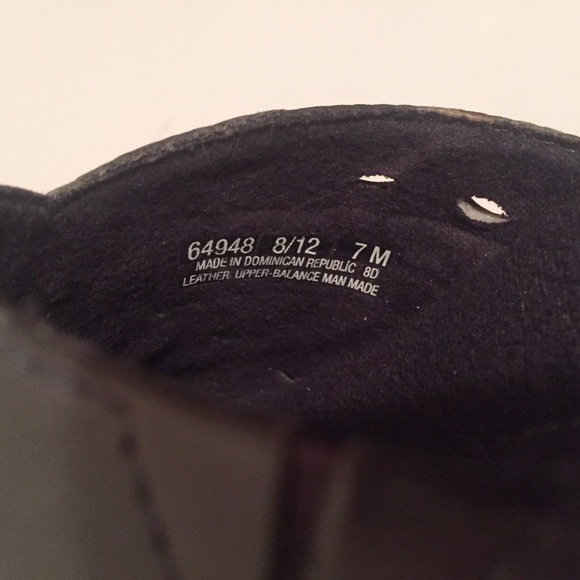 64948 8/12 7 M
MADE IN DOMINICAN REPUBLIC 8D
LEATHER UPPER-BALANCE MAN MADE